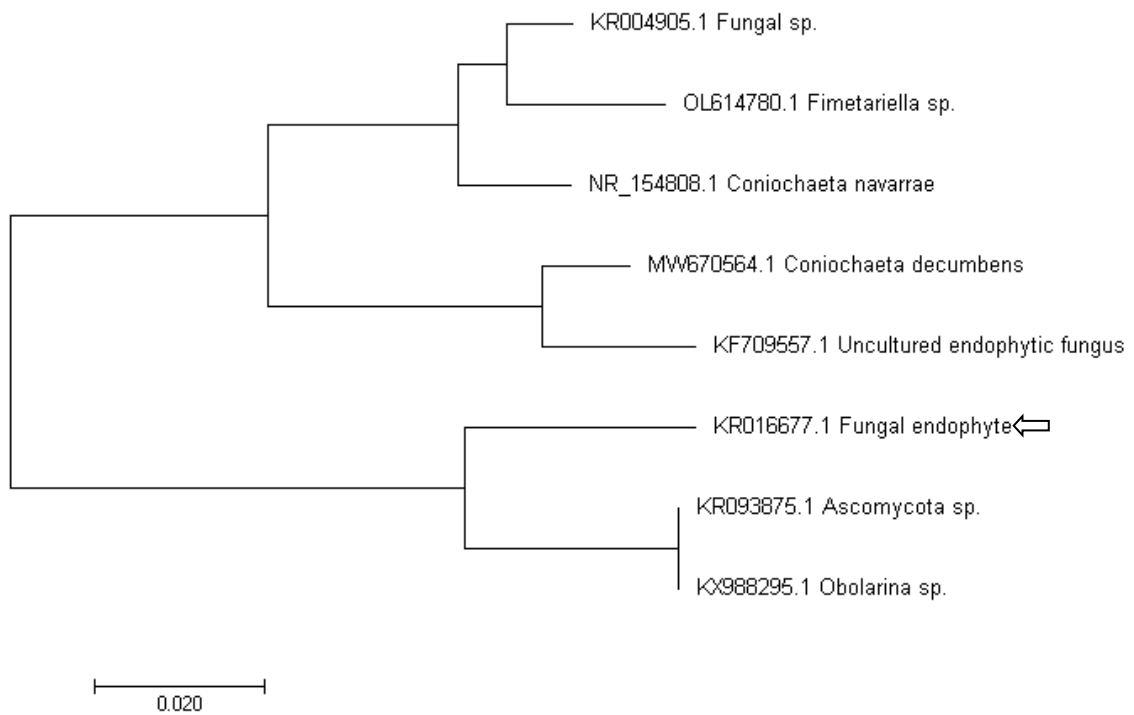 KR004905.1 Fungal sp.
OL614780.1 Fimetariella sp.
NR_154808.1 Coniochaeta navarrae
MW670564.1 Coniochaeta decumbens
KF709557.1 Uncultured endophytic fungus
KR016677.1 Fungal endophyte
KR093875.1 Ascomycota sp.
KX988295.1 Obolarina sp.
0.020